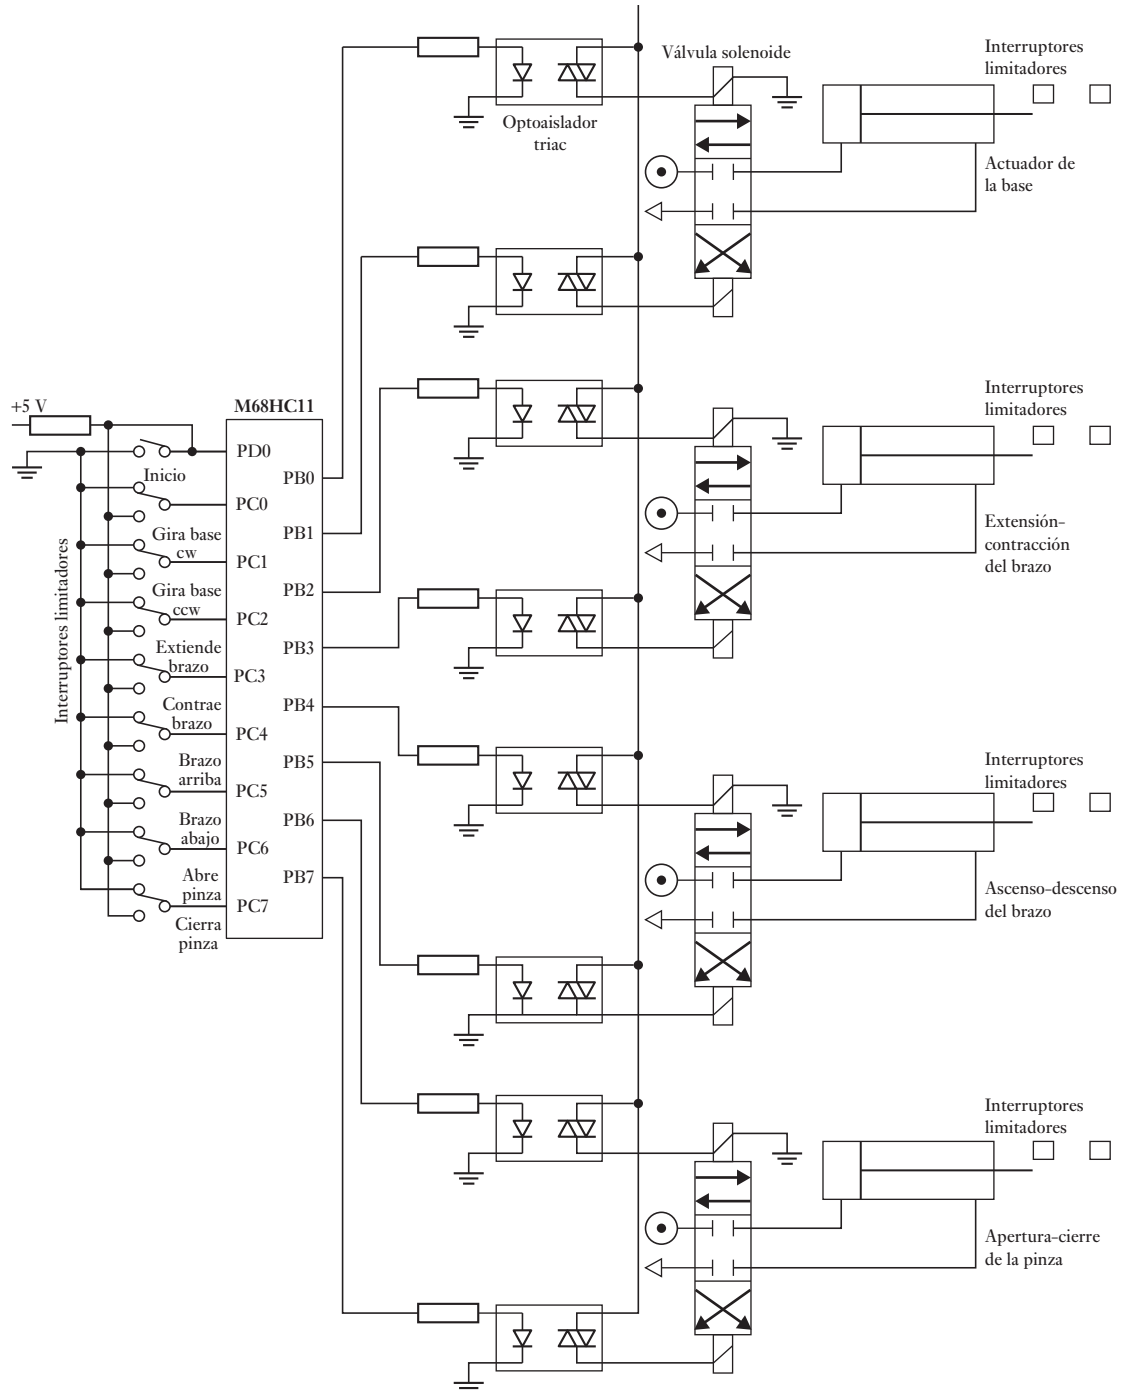 Válvula solenoide
Interruptores
limitadores
Optoaislador
triac
Actuador de
la base
+5 V
M68HC11
Interruptores
limitadores
PD0
Inicio
PB0
PC0
Gira base
cw
PB1
PC1
Extensión-
contracción
del brazo
Gira base
ccw
PB2
PC2
Interruptores limitadores
Extiende
brazo
PB3
PC3
Contrae
brazo
PB4
PC4
Brazo
arriba
PB5
PC5
Interruptores
limitadores
Brazo
abajo
PB6
PC6
Abre
pinza
PB7
PC7
Cierra
pinza
Ascenso-descenso
del brazo
Interruptores
limitadores
Apertura-cierre
de la pinza